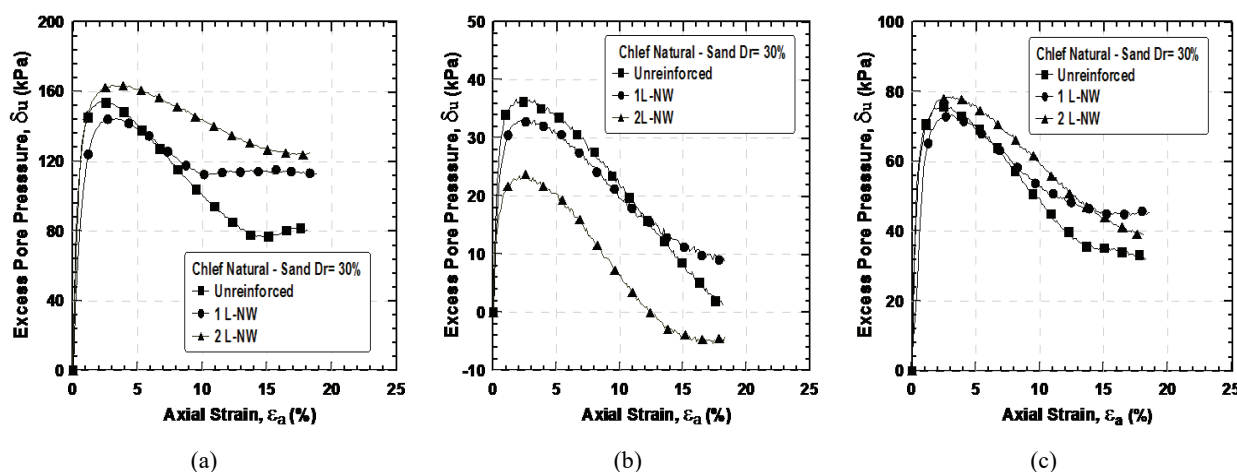 200
160
120
80
40
0
Excess Pore Presssure, δu (kPa)
Chlef Natural - Sand Dr= 30%
Unreinforced
1 L-NW
2 L-NW
0 5 10 15 20 25
Axial Strain, εa (%)
(a)
50
40
30
20
10
0
-10
Excess Pore Presssure, δu (kPa)
Chlef Natural - Sand Dr= 30%
Unreinforced
1L-NW
2L-NW
0 5 10 15 20 25
Axial Strain, εa (%)
(b)
100
80
60
40
20
0
Excess Pore Presssure, δu (kPa)
Chlef Natural - Sand Dr= 30%
Unreinforced
1 L-NW
2 L-NW
0 5 10 15 20 25
Axial Strain, εa (%)
(c)